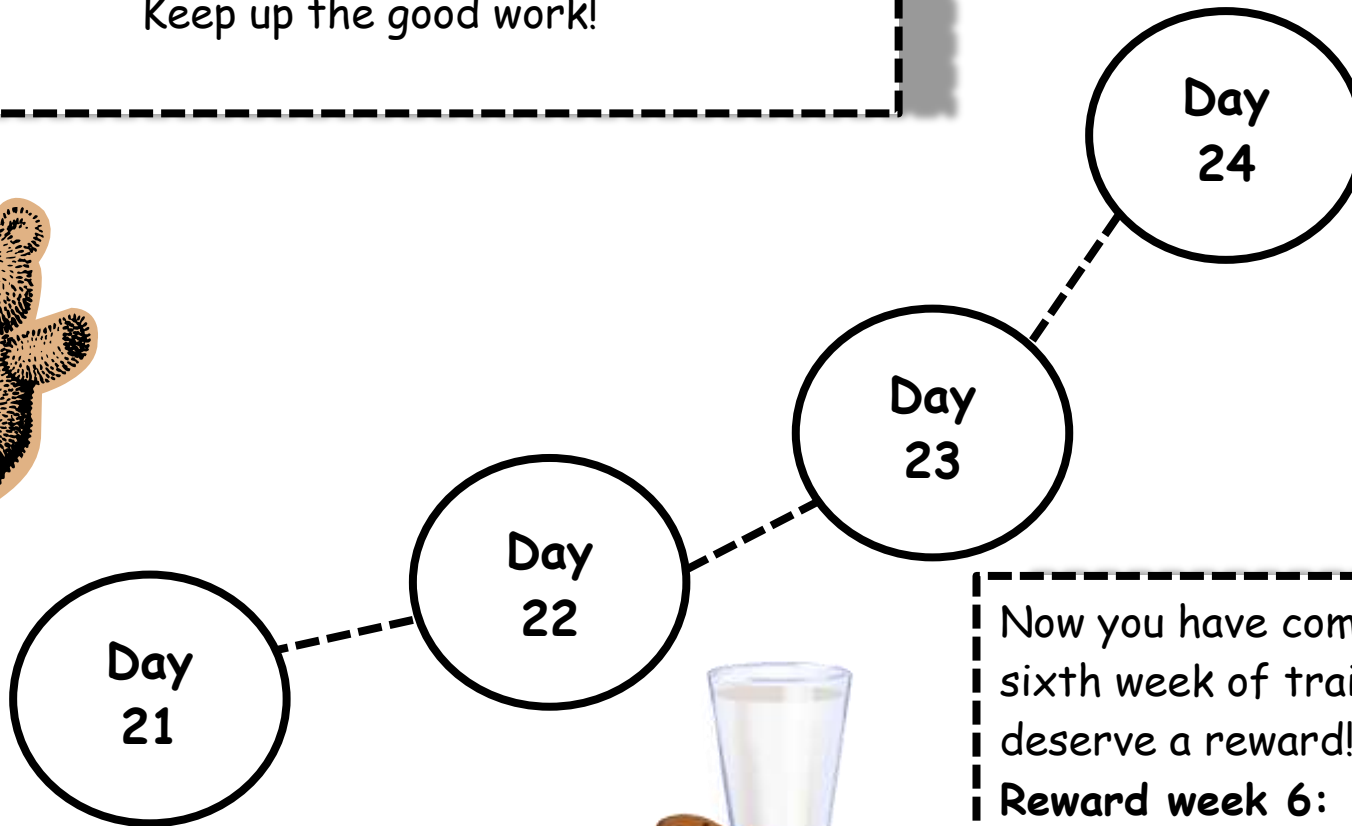 Keep up the good work!
Day
24
Day
23
Day
22
Day
21
Now you have com
sixth week of trai
deserve a reward!
Reward week 6: